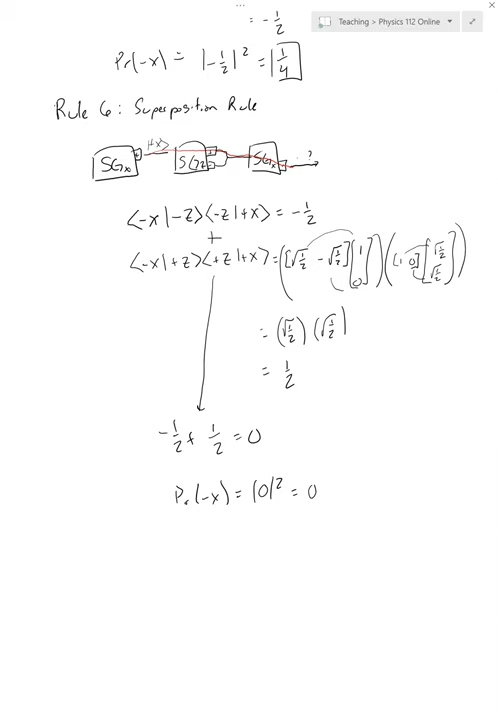 Teaching > Physics 112 Online
= -1/2
Pr(-x) = |-1/2|² = 1/4
Rule 6: Superposition Rule
|+x>
SGx + SGz + - SGx - ?
<-x|-z><-z|+x> = -1/2
+
<-x|+z><+z|+x> = ([√1/2 -√1/2][1 0])([1 0][√1/2 √1/2])
= (√1/2)(√1/2)
= 1/2
-1/2 + 1/2 = 0
Pr(-x) = |0|² = 0